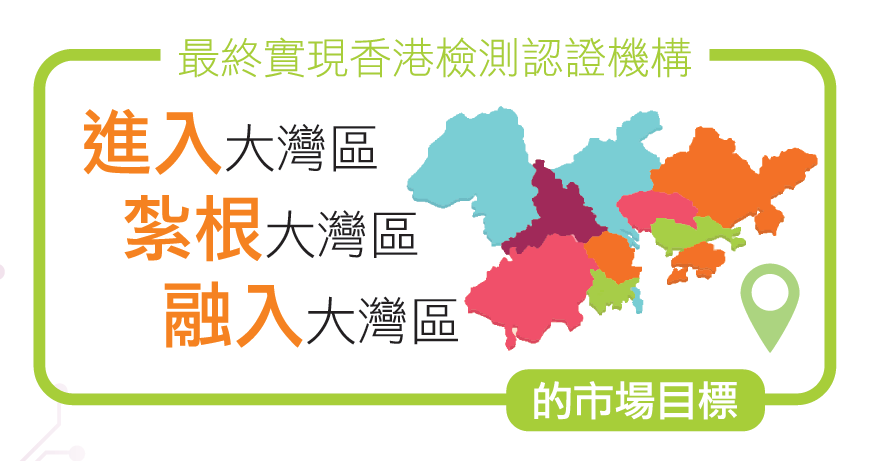 最終實現香港檢測認證機構
進入大灣區
紮根大灣區
融入大灣區
的市場目標